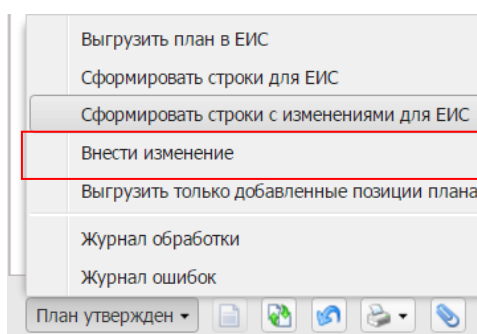 Выгрузить план в ЕИС
Сформировать строки для ЕИС
Сформировать строки с изменениями для ЕИС
Внести изменение
Выгрузить только добавленные позиции плана
Журнал обработки
Журнал ошибок
План утвержден